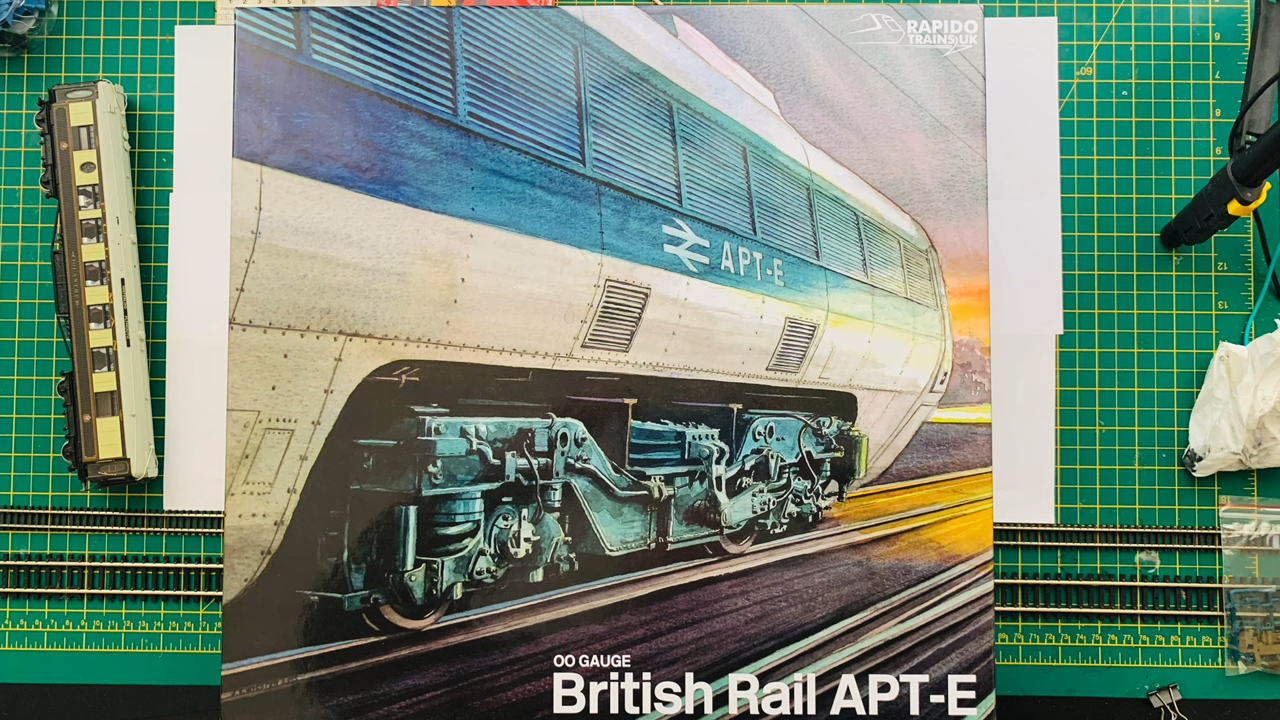 RAPIDO
TRAINS UK
APT-E
OO GAUGE
British Rail APT-E